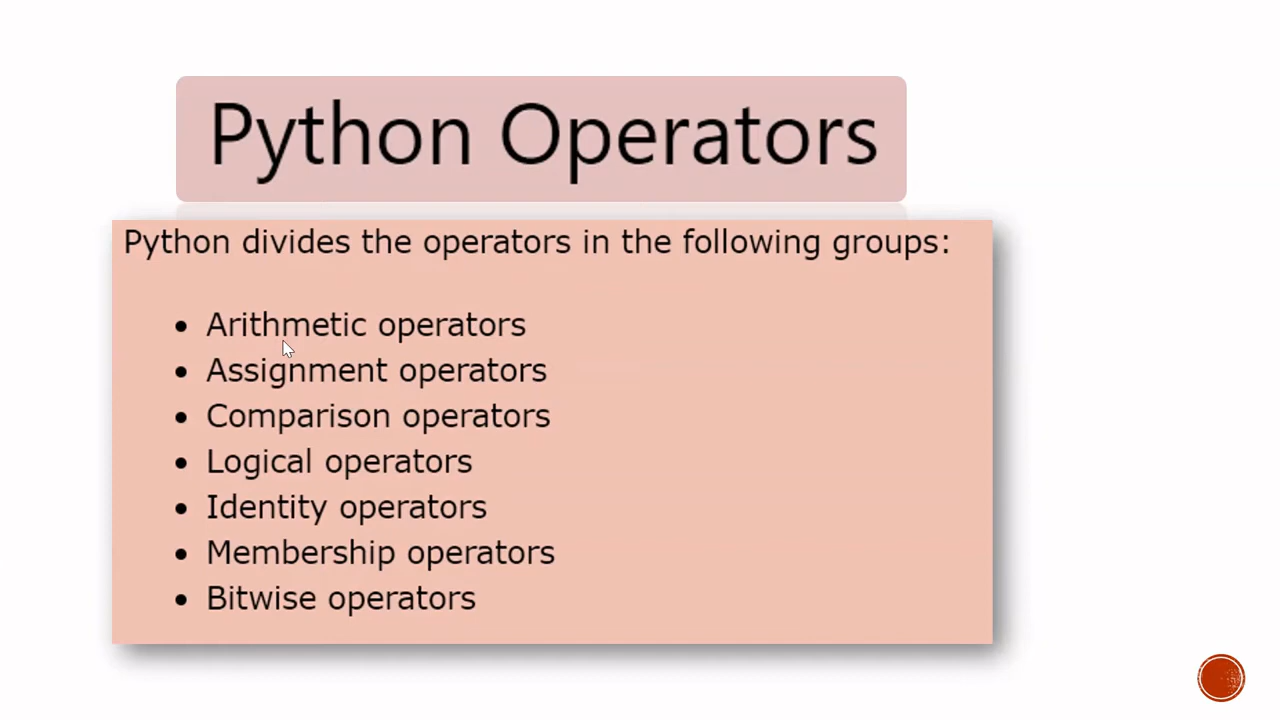 Python Operators
Python divides the operators in the following groups:
• Arithmetic operators
• Assignment operators
• Comparison operators
• Logical operators
• Identity operators
• Membership operators
• Bitwise operators